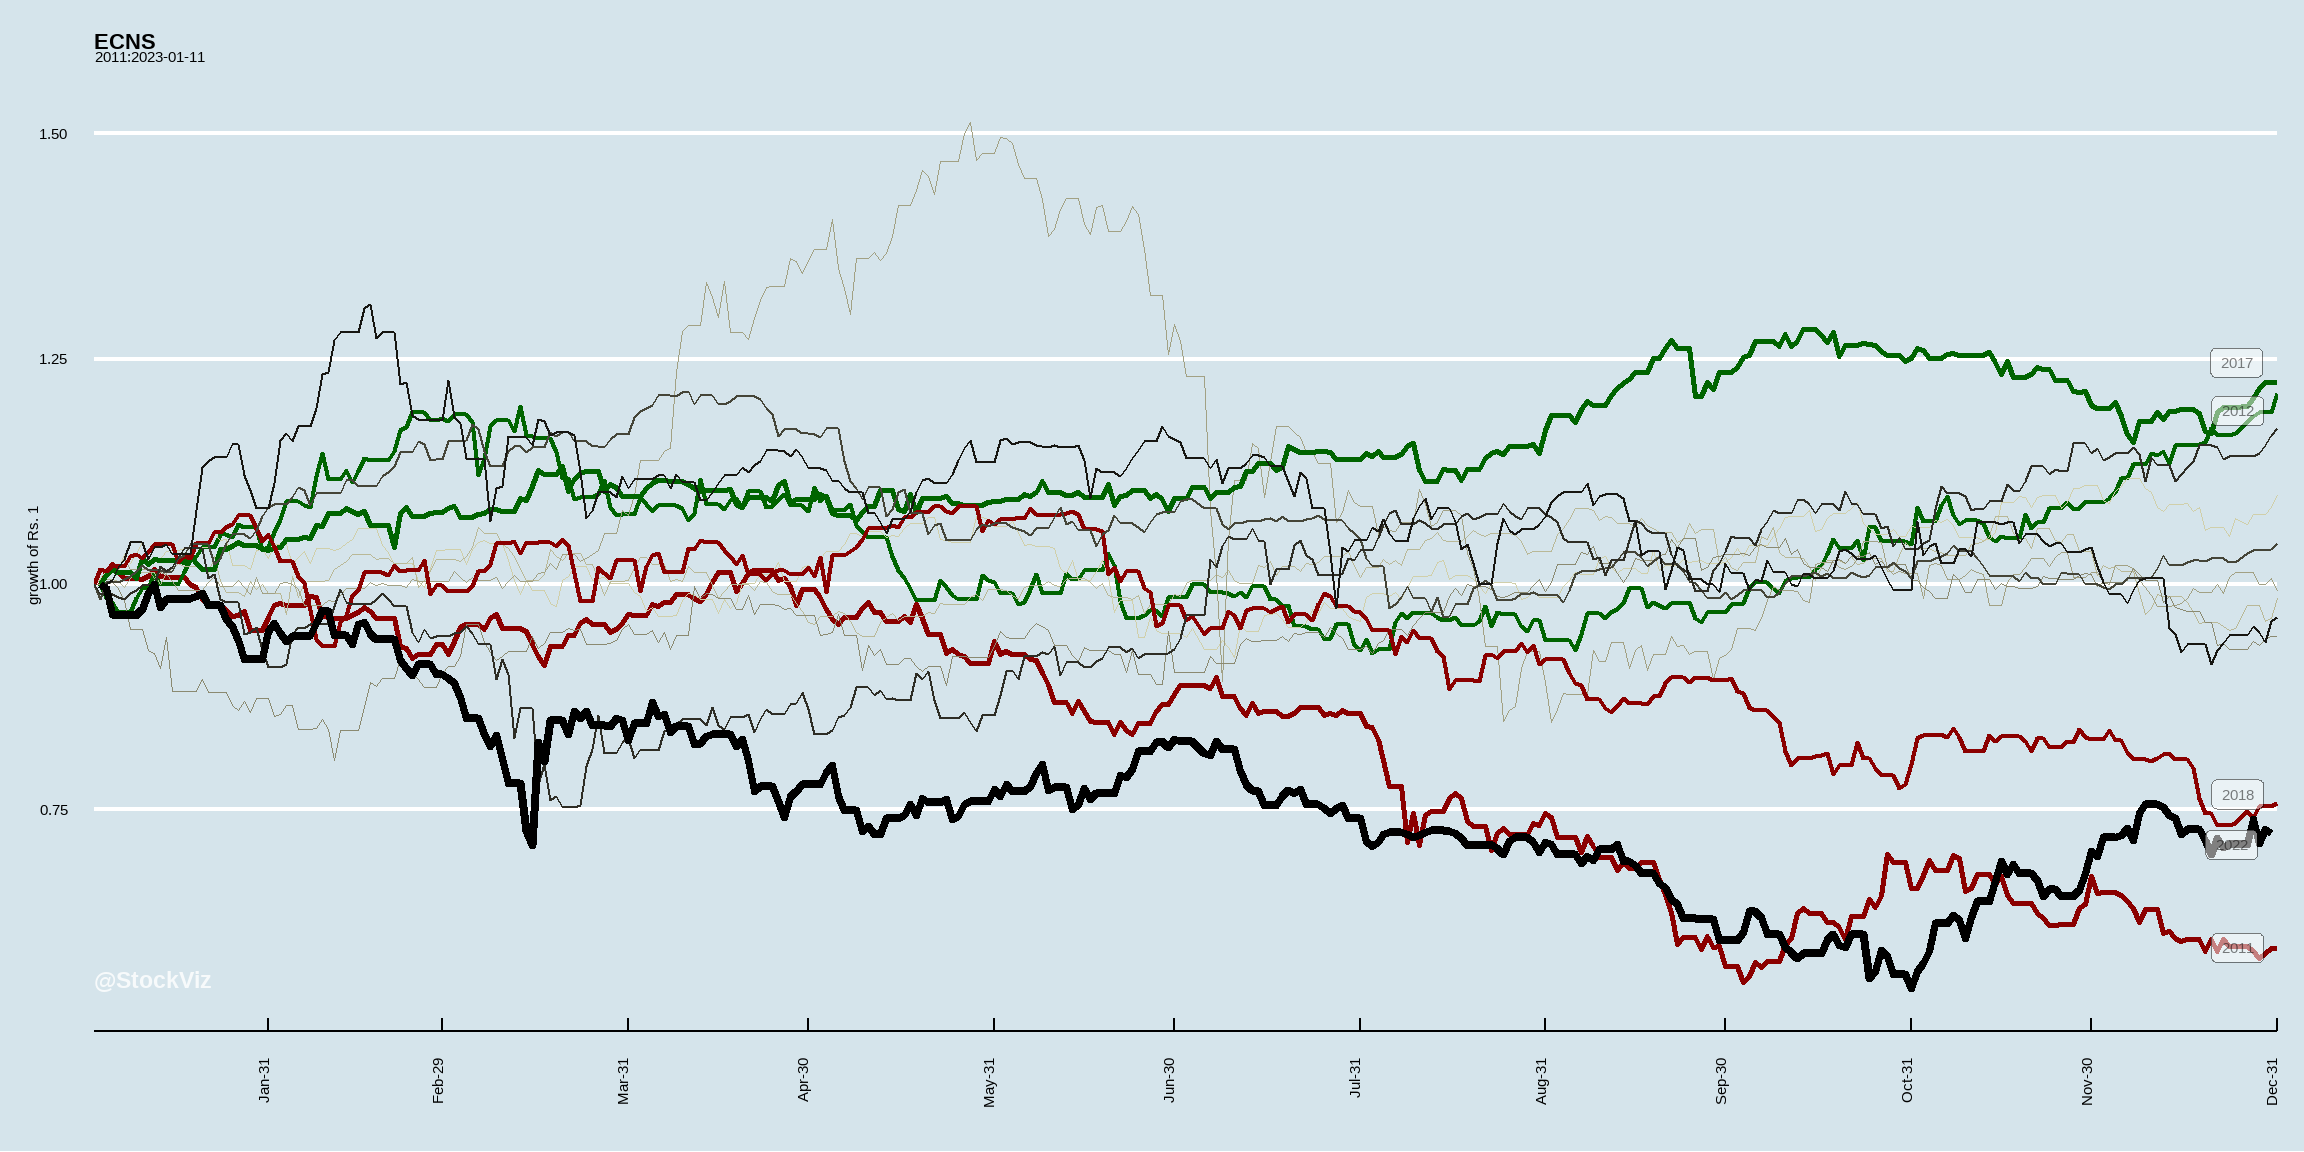 ECNS
2011:2023-01-11
growth of Rs. 1
1.50
1.25
1.00
0.75
2017
2012
2018
2022
2011
@StockViz
Jan-31
Feb-29
Mar-31
Apr-30
May-31
Jun-30
Jul-31
Aug-31
Sep-30
Oct-31
Nov-30
Dec-31